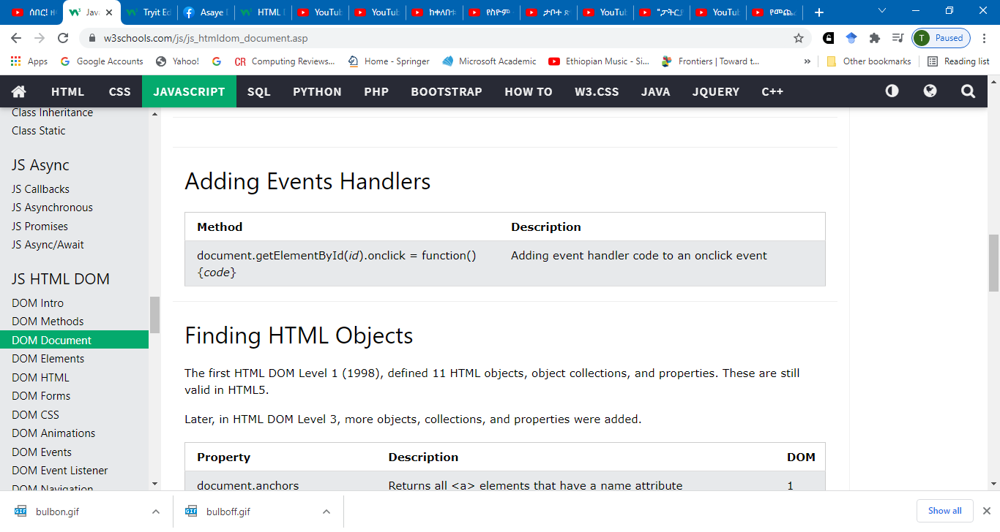 ሰበር!
Java
Tryit Ed
Asaye
HTML
YouTub
YouTub
ከቀለበቱ
የስዮም
ታቦተ
YouTub
"ፓትርያ
YouTub
የመጨረ
w3schools.com/js/js_htmldom_document.asp
T Paused
Apps
Google Accounts
Yahoo!
G
CR Computing Reviews...
Home - Springer
Microsoft Academic
Ethiopian Music - Si...
Frontiers | Toward t...
»
Other bookmarks
Reading list
HTML
CSS
JAVASCRIPT
SQL
PYTHON
PHP
BOOTSTRAP
HOW TO
W3.CSS
JAVA
JQUERY
C++
Class Inheritance
Class Static
JS Async
JS Callbacks
JS Asynchronous
JS Promises
JS Async/Await
JS HTML DOM
DOM Intro
DOM Methods
DOM Document
DOM Elements
DOM HTML
DOM Forms
DOM CSS
DOM Animations
DOM Events
DOM Event Listener
DOM Navigation
Adding Events Handlers
Method Description
document.getElementById(id).onclick = function() Adding event handler code to an onclick event
{code}
Finding HTML Objects
The first HTML DOM Level 1 (1998), defined 11 HTML objects, object collections, and properties. These are still
valid in HTML5.
Later, in HTML DOM Level 3, more objects, collections, and properties were added.
Property Description DOM
document.anchors Returns all <a> elements that have a name attribute 1
GIF bulbon.gif
GIF bulboff.gif
Show all